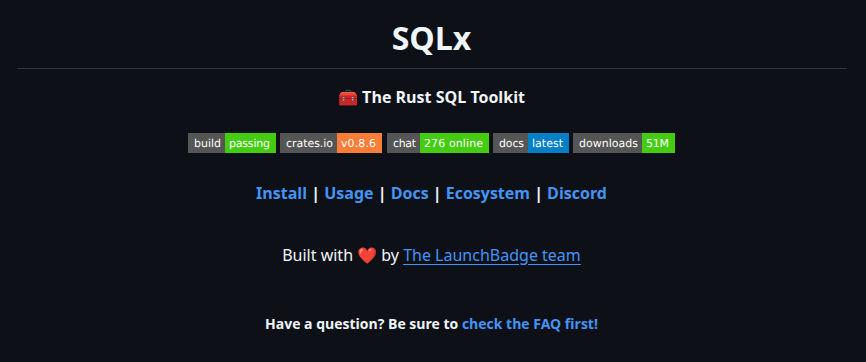 SQLx
🧰 The Rust SQL Toolkit
build passing crates.io v0.8.6 chat 276 online docs latest downloads 51M
Install | Usage | Docs | Ecosystem | Discord
Built with ❤️ by The LaunchBadge team
Have a question? Be sure to check the FAQ first!